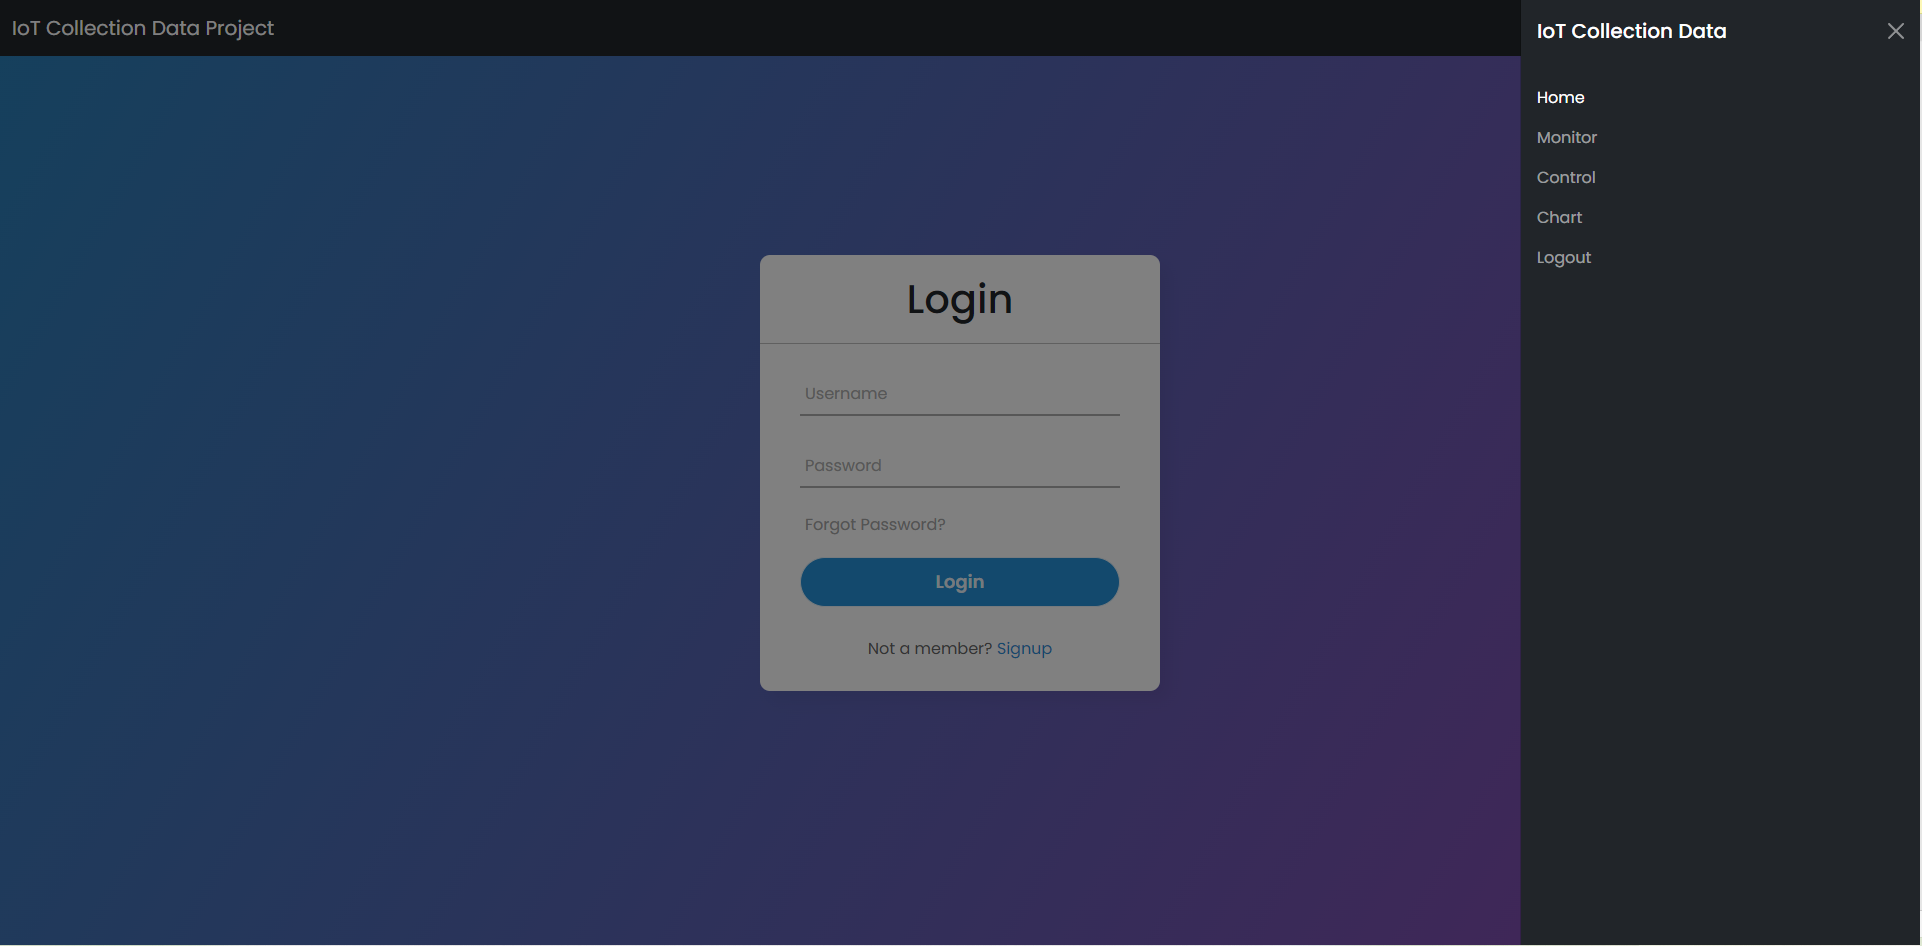 IoT Collection Data Project
Login
Username
Password
Forgot Password?
Login
Not a member? Signup
IoT Collection Data
Home
Monitor
Control
Chart
Logout